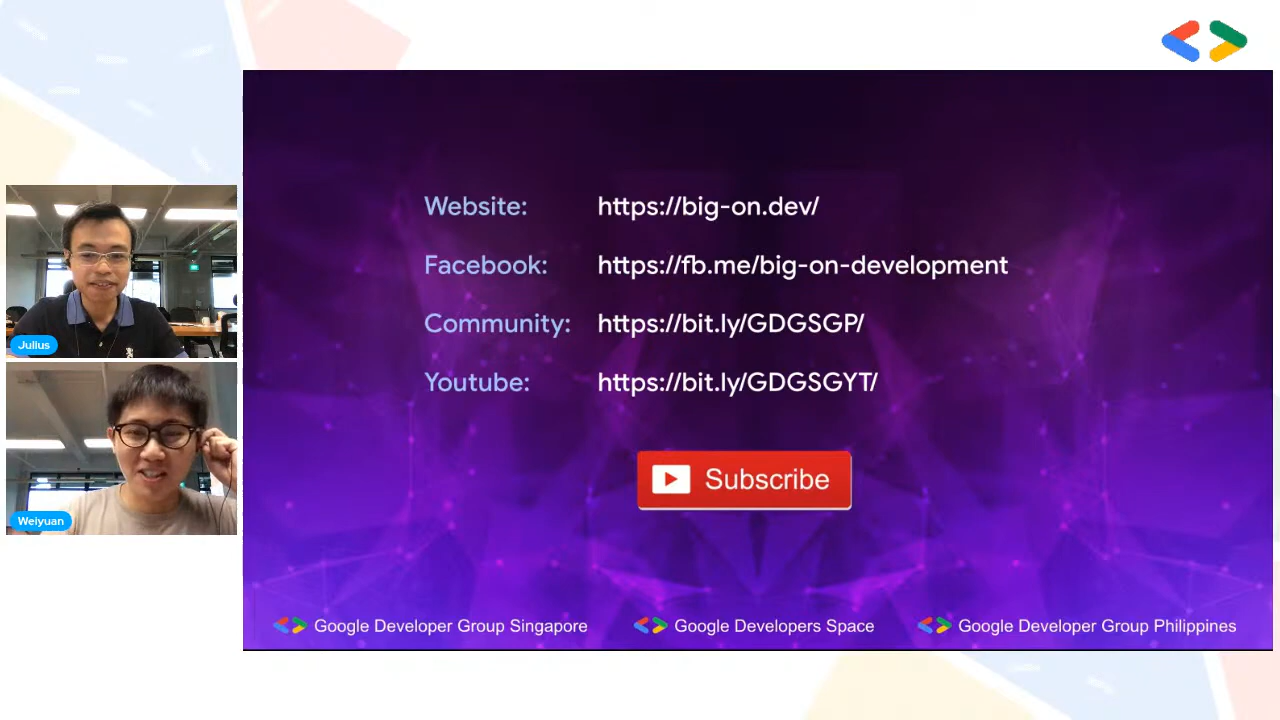 Website: https://big-on.dev/
Facebook: https://fb.me/big-on-development
Community: https://bit.ly/GDGSGP/
Youtube: https://bit.ly/GDGSGYT/
Julius
Subscribe
Weiyuan
Google Developer Group Singapore
Google Developers Space
Google Developer Group Philippines